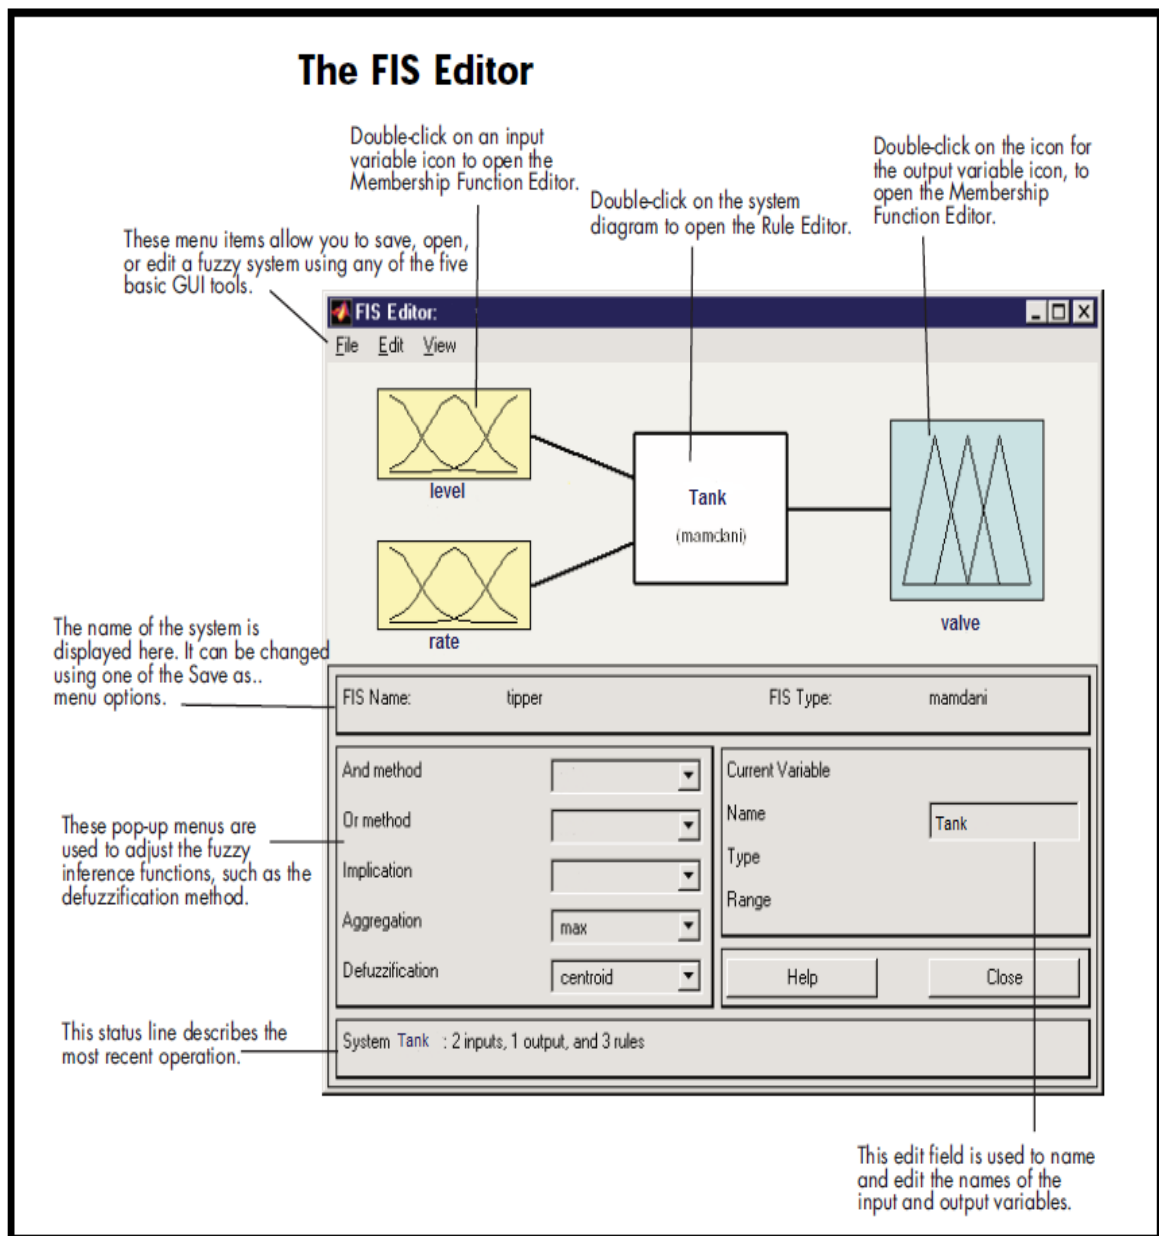 The FIS Editor
Double-click on an input
variable icon to open the
Membership Function Editor.
Double-click on the system
diagram to open the Rule Editor.
Double-click on the icon for
the output variable icon, to
open the Membership
Function Editor.
These menu items allow you to save, open,
or edit a fuzzy system using any of the five
basic GUI tools.
FIS Editor:
File Edit View
level
rate
Tank
(mamdani)
valve
The name of the system is
displayed here. It can be changed
using one of the Save as..
menu options.
FIS Name: tipper FIS Type: mamdani
And method
Or method
Implication
Aggregation max
Defuzzification centroid
Current Variable
Name Tank
Type
Range
Help Close
These pop-up menus are
used to adjust the fuzzy
inference functions, such as the
defuzzification method.
This status line describes the
most recent operation.
System Tank : 2 inputs, 1 output, and 3 rules
This edit field is used to name
and edit the names of the
input and output variables.